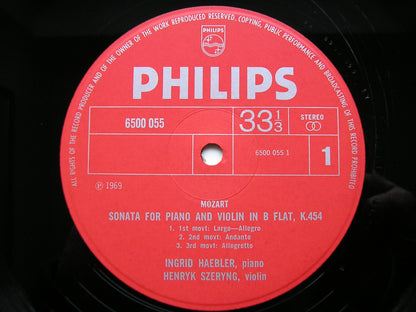 ALL RIGHTS OF THE RECORD PRODUCER AND OF THE OWNER OF THE WORK REPRODUCED RESERVED. COPYING, PUBLIC PERFORMANCE AND BROADCASTING OF THIS RECORD PROHIBITED
PHILIPS
PHILIPS
6500 055
33 1/3
STEREO
6500 055 1
1
℗ 1969
MOZART
SONATA FOR PIANO AND VIOLIN IN B FLAT, K.454
1. 1st movt: Largo—Allegro
2. 2nd movt: Andante
3. 3rd movt: Allegretto
INGRID HAEBLER, piano
HENRYK SZERYNG, violin